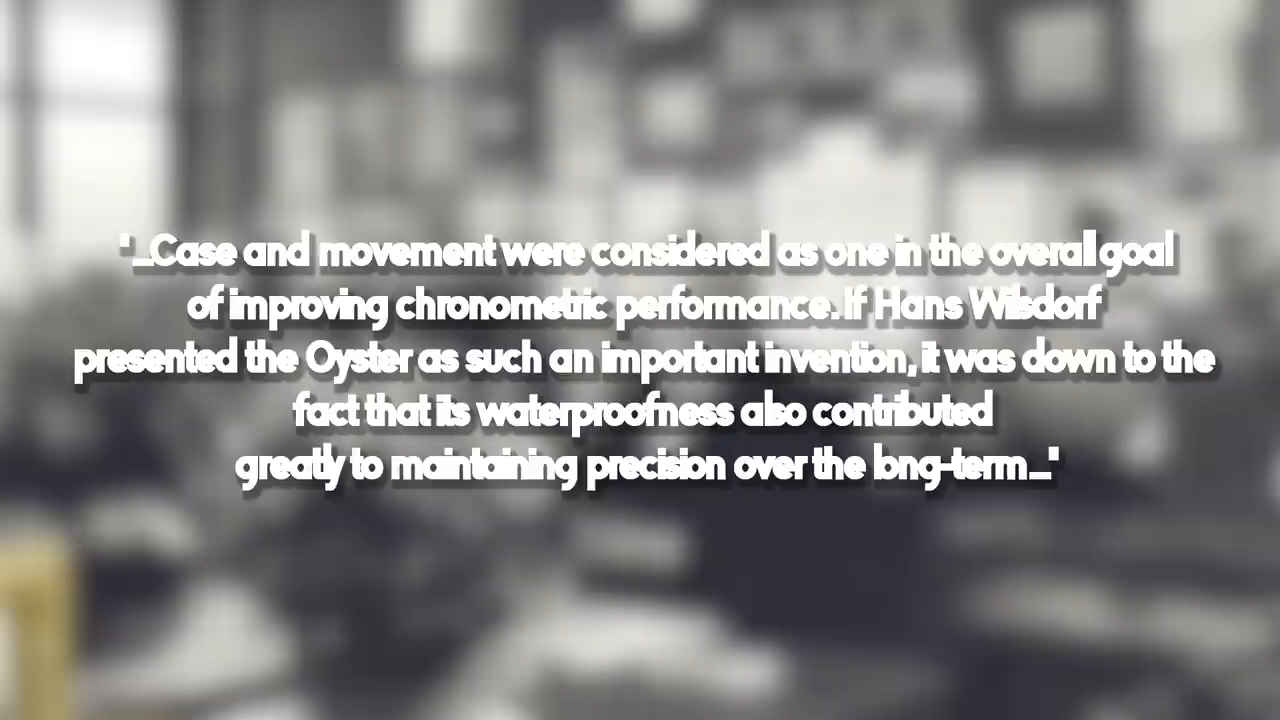 '...Case and movement were considered as one in the overall goal
of improving chronometric performance. If Hans Wilsdorf
presented the Oyster as such an important invention, it was down to the
fact that its waterproofness also contributed
greatly to maintaining precision over the long-term...'